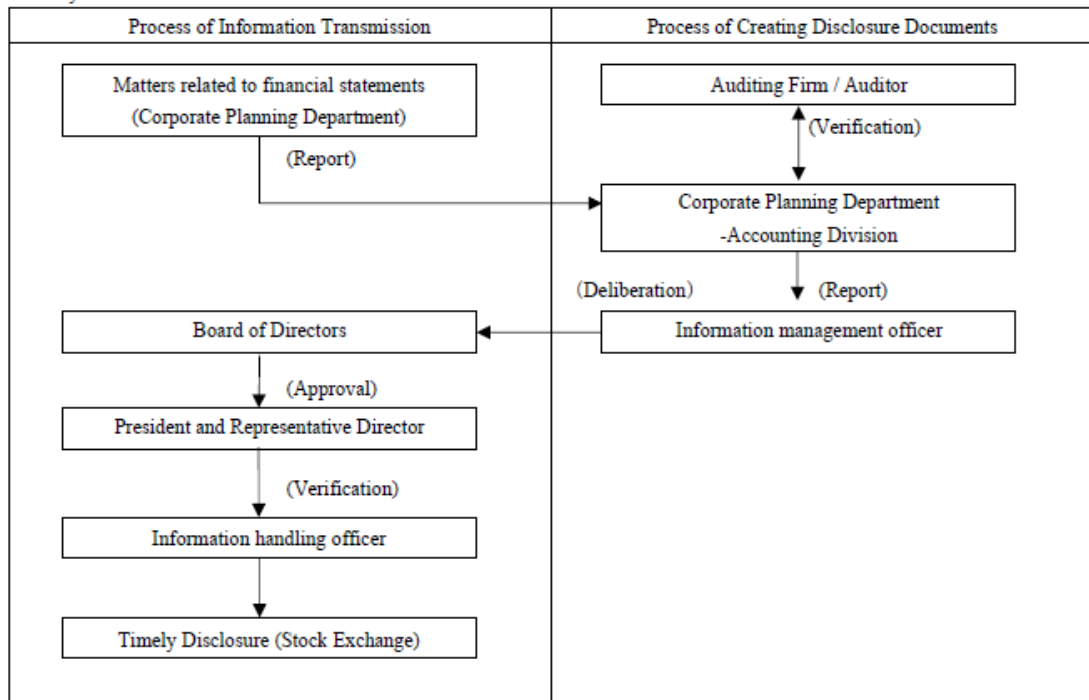 Process of Information Transmission
Process of Creating Disclosure Documents
Matters related to financial statements
(Corporate Planning Department)
Auditing Firm / Auditor
(Verification)
(Report)
Corporate Planning Department
-Accounting Division
(Deliberation)
(Report)
Board of Directors
Information management officer
(Approval)
President and Representative Director
(Verification)
Information handling officer
Timely Disclosure (Stock Exchange)